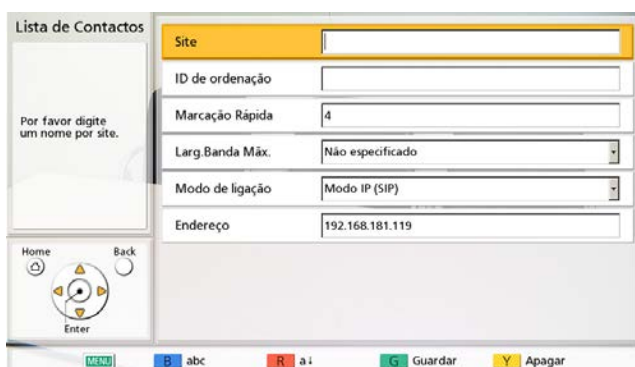 Lista de Contactos
Por favor digite
um nome por site.
Site
ID de ordenação
Marcação Rápida
4
Larg.Banda Máx.
Não especificado
Modo de ligação
Modo IP (SIP)
Endereço
192.168.181.119
Home
Back
Enter
MENU
B abc
R a↓
G Guardar
Y Apagar